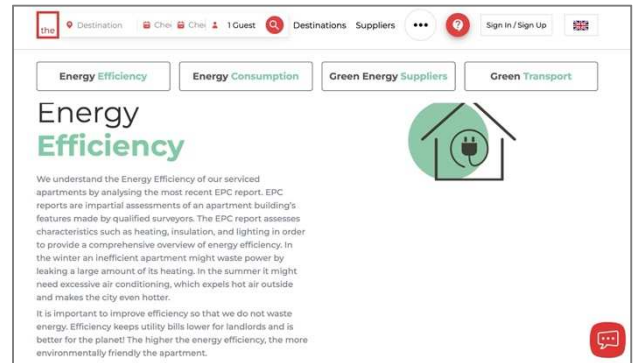 the
Destination Chei Chei 1 Guest Destinations Suppliers ••• ? Sign In / Sign Up
Energy Efficiency Energy Consumption Green Energy Suppliers Green Transport
Energy
Efficiency
We understand the Energy Efficiency of our serviced
apartments by analysing the most recent EPC report. EPC
reports are impartial assessments of an apartment building's
features made by qualified surveyors. The EPC report assesses
characteristics such as heating, insulation, and lighting in order
to provide a comprehensive overview of energy efficiency. In
the winter an inefficient apartment might waste power by
leaking a large amount of its heating. In the summer it might
need excessive air conditioning, which expels hot air outside
and makes the city even hotter.
It is important to improve efficiency so that we do not waste
energy. Efficiency keeps utility bills lower for landlords and is
better for the planet! The higher the energy efficiency, the more
environmentally friendly the apartment.